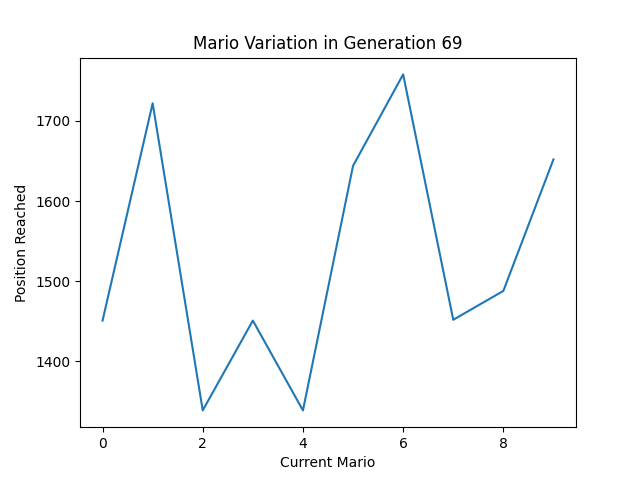 Mario Variation in Generation 69
Position Reached
1700
1600
1500
1400
0 2 4 6 8
Current Mario